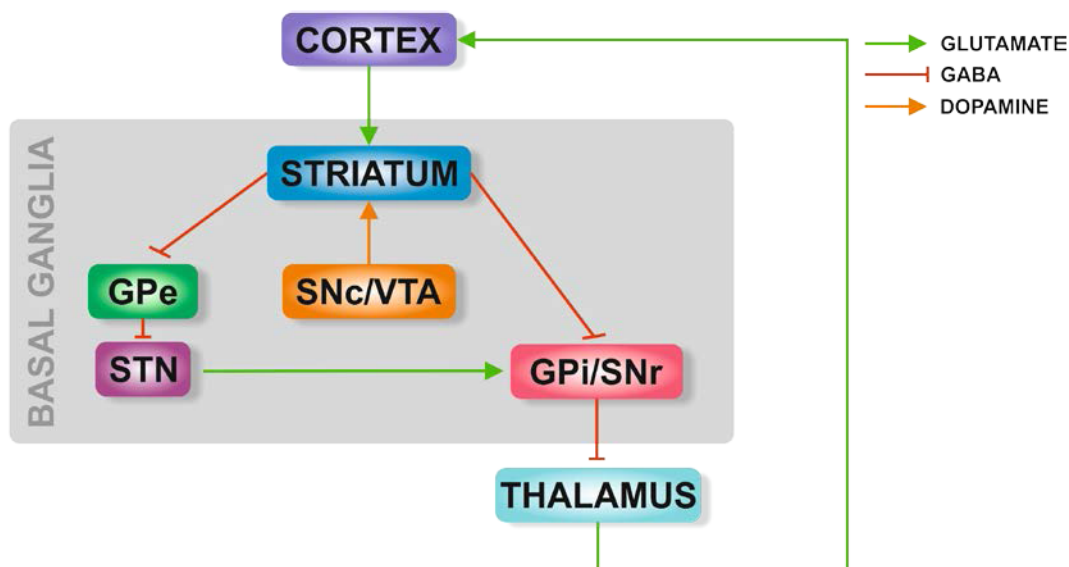 CORTEX
GLUTAMATE
GABA
DOPAMINE
BASAL GANGLIA
STRIATUM
GPe
SNc/VTA
STN
GPi/SNr
THALAMUS